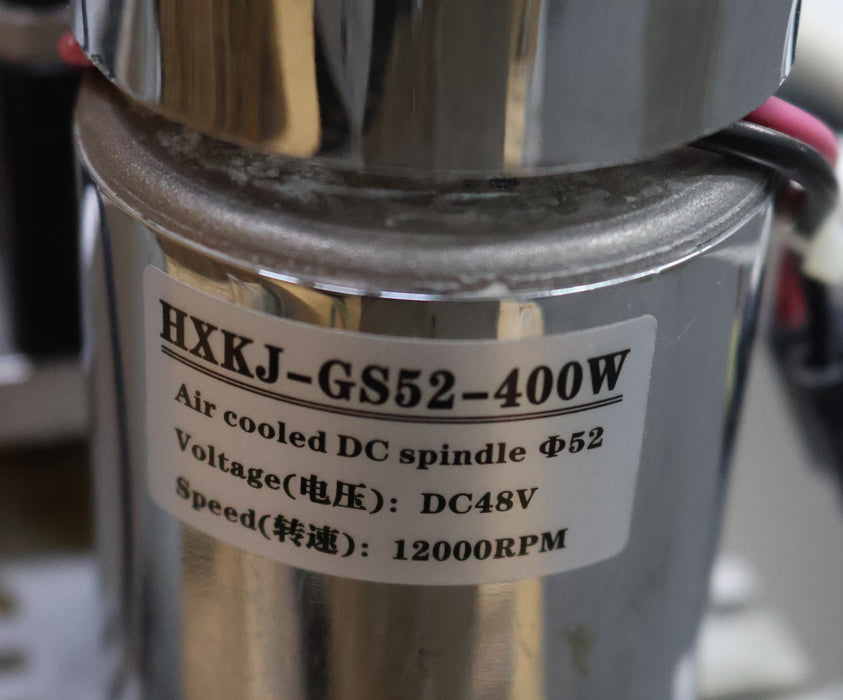 HXKJ-GS52-400W
Air cooled DC spindle Φ52
Voltage(电压): DC48V
Speed(转速): 12000RPM